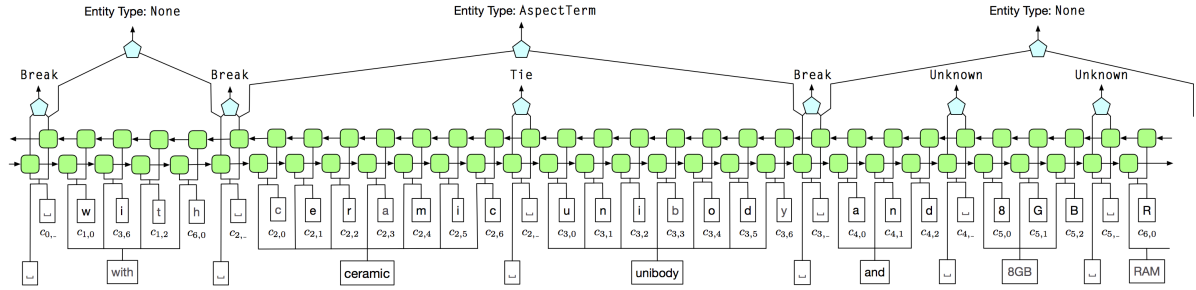 Entity Type: None Entity Type: AspectTerm Entity Type: None
Break Break Tie Break Unknown Unknown
␣ w i t h ␣ c e r a m i c ␣ u n i b o d y ␣ a n d ␣ 8 G B ␣ R
c0,_ c1,0 c3,6 c1,2 c6,0 c2,_ c2,0 c2,1 c2,2 c2,3 c2,4 c2,5 c2,6 c2,_ c3,0 c3,1 c3,2 c3,3 c3,4 c3,5 c3,6 c3,_ c4,0 c4,1 c4,2 c4,_ c5,0 c5,1 c5,2 c5,_ c6,0
␣ with ␣ ceramic ␣ unibody ␣ and ␣ 8GB ␣ RAM